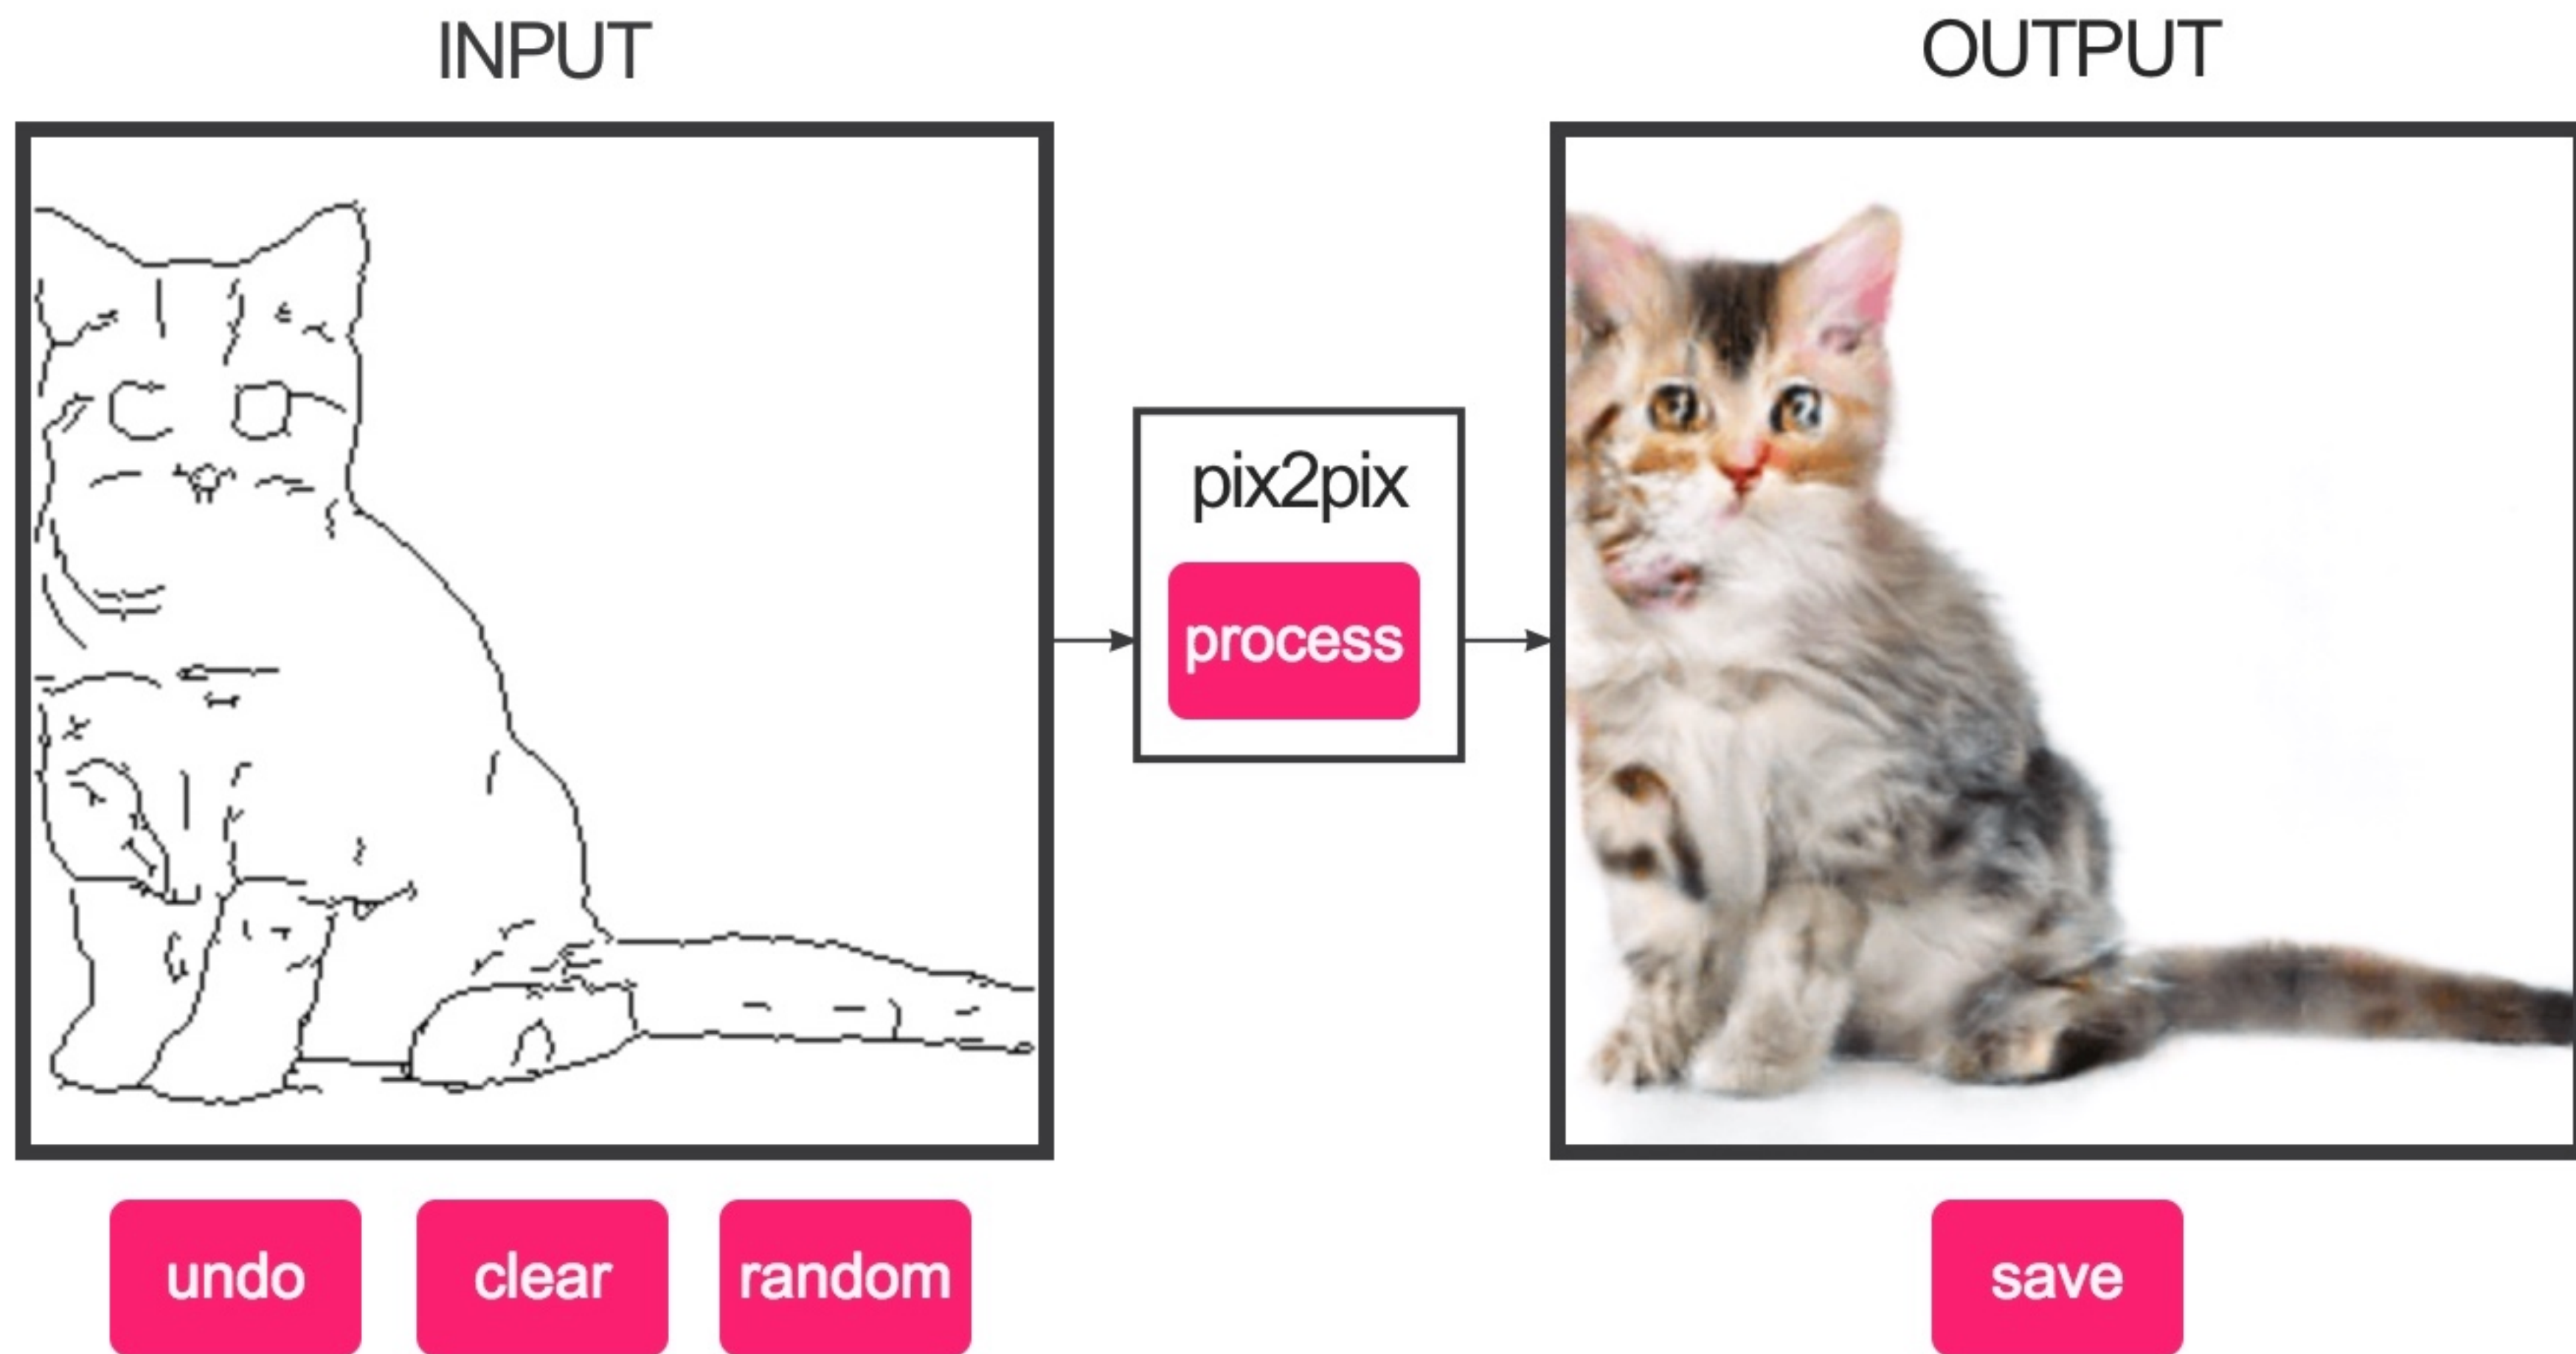 INPUT
OUTPUT
pix2pix
process
undo
clear
random
save